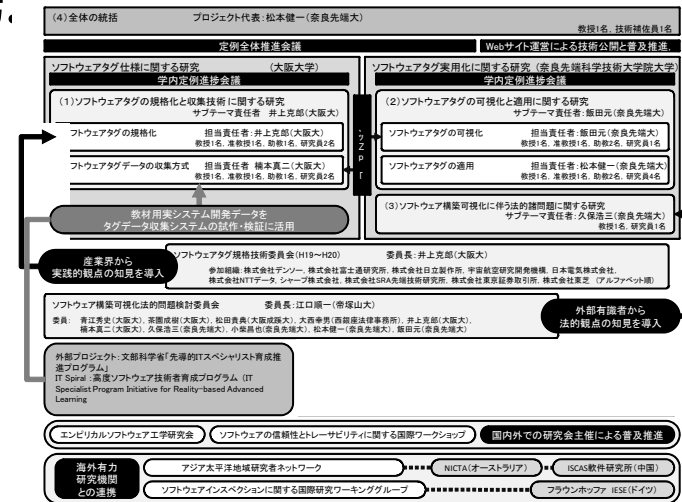 (4)全体の統括 プロジェクト代表:松本健一(奈良先端大)
教授1名, 技術補佐員1名
定例全体推進会議
Webサイト運営による技術公開と普及推進,
ソフトウェアタグ仕様に関する研究 (大阪大学)
学内定例進捗会議
(1)ソフトウェアタグの規格化と収集技術に関する研究
サブテーマ責任者 井上克郎(大阪大)
フトウェアタグの規格化 担当責任者:井上克郎(大阪大)
教授1名, 准教授1名, 助教1名, 研究員2名
フトウェアタグデータの収集方式 担当責任者 楠本真二(大阪大)
教授1名, 准教授1名, 助教1名, 研究員2名
教材用実システム開発データを
タグデータ収集システムの試作・検証に活用
ソフトウェアタグ実用化に関する研究(奈良先端科学技術大学院大学)
学内定例進捗会議
(2)ソフトウェアタグの可視化と適用に関する研究
サブテーマ責任者:飯田元(奈良先端大)
ソフトウェアタグの可視化 担当責任者:飯田元(奈良先端大)
教授1名, 准教授1名, 助教2名, 研究員1名
ソフトウェアタグの適用 担当責任者:松本健一(奈良先端大)
教授1名, 准教授1名, 助教2名, 研究員4名
(3)ソフトウェア構築可視化に伴う法的諸問題に関する研究
サブテーマ責任者:久保浩三(奈良先端大)
教授1名, 研究員1名
産業界から
実践的観点の知見を導入
ソフトウェアタグ規格技術委員会(H19~H20) 委員長:井上克郎(大阪大)
参加組織:株式会社デンソー, 株式会社富士通研究所, 株式会社日立製作所, 宇宙航空研究開発機構, 日本電気株式会社,
株式会社NTTデータ, シャープ株式会社, 株式会社SRA先端技術研究所, 株式会社東京証券取引所, 株式会社東芝 (アルファベット順)
ソフトウェア構築可視化法的問題検討委員会 委員長:江口順一(帝塚山大)
委員: 青江秀史(大阪大), 茶園成樹(大阪大), 松田貴典(大阪成蹊大), 大西幸男(西銀座法律事務所), 井上克郎(大阪大),
楠本真二(大阪大), 久保浩三(奈良先端大), 小柴昌也(奈良先端大), 松本健一(奈良先端大), 飯田元(奈良先端大)
外部有識者から
法的観点の知見を導入
外部プロジェクト:文部科学省「先導的ITスペシャリスト育成推
進プログラム」
IT Spiral :高度ソフトウェア技術者育成プログラム (IT
Specialist Program Initiative for Reality-based Advanced
Learning
エンピリカルソフトウェア工学研究会
ソフトウェアの信頼性とトレーサビリティに関する国際ワークショップ
国内外での研究会主催による普及推進
海外有力
研究機関
との連携
アジア太平洋地域研究者ネットワーク
NICTA(オーストラリア)
ISCAS軟件研究所(中国)
ソフトウェアインスペクションに関する国際研究ワーキンググループ
フラウンホッファ IESE(ドイツ)